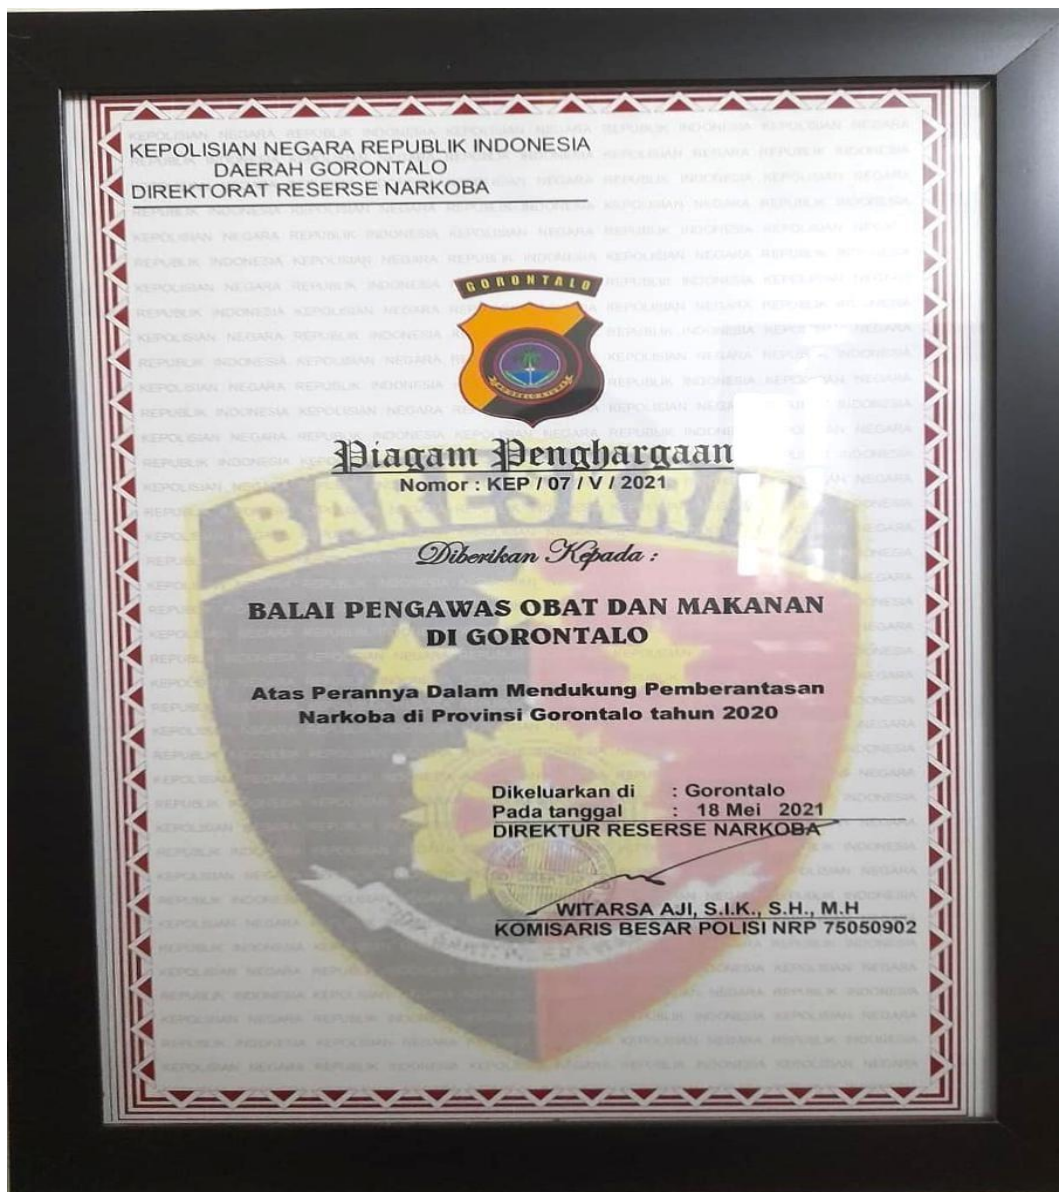 KEPOLISIAN NEGARA REPUBLIK INDONESIA
DAERAH GORONTALO
DIREKTORAT RESERSE NARKOBA
GORONTALO
Piagam Penghargaan
Nomor : KEP / 07 / V / 2021
BARESKRIM
Diberikan Kepada :
BALAI PENGAWAS OBAT DAN MAKANAN
DI GORONTALO
Atas Perannya Dalam Mendukung Pemberantasan
Narkoba di Provinsi Gorontalo tahun 2020
Dikeluarkan di : Gorontalo
Pada tanggal : 18 Mei 2021
DIREKTUR RESERSE NARKOBA
WITARSA AJI, S.I.K., S.H., M.H
KOMISARIS BESAR POLISI NRP 75050902